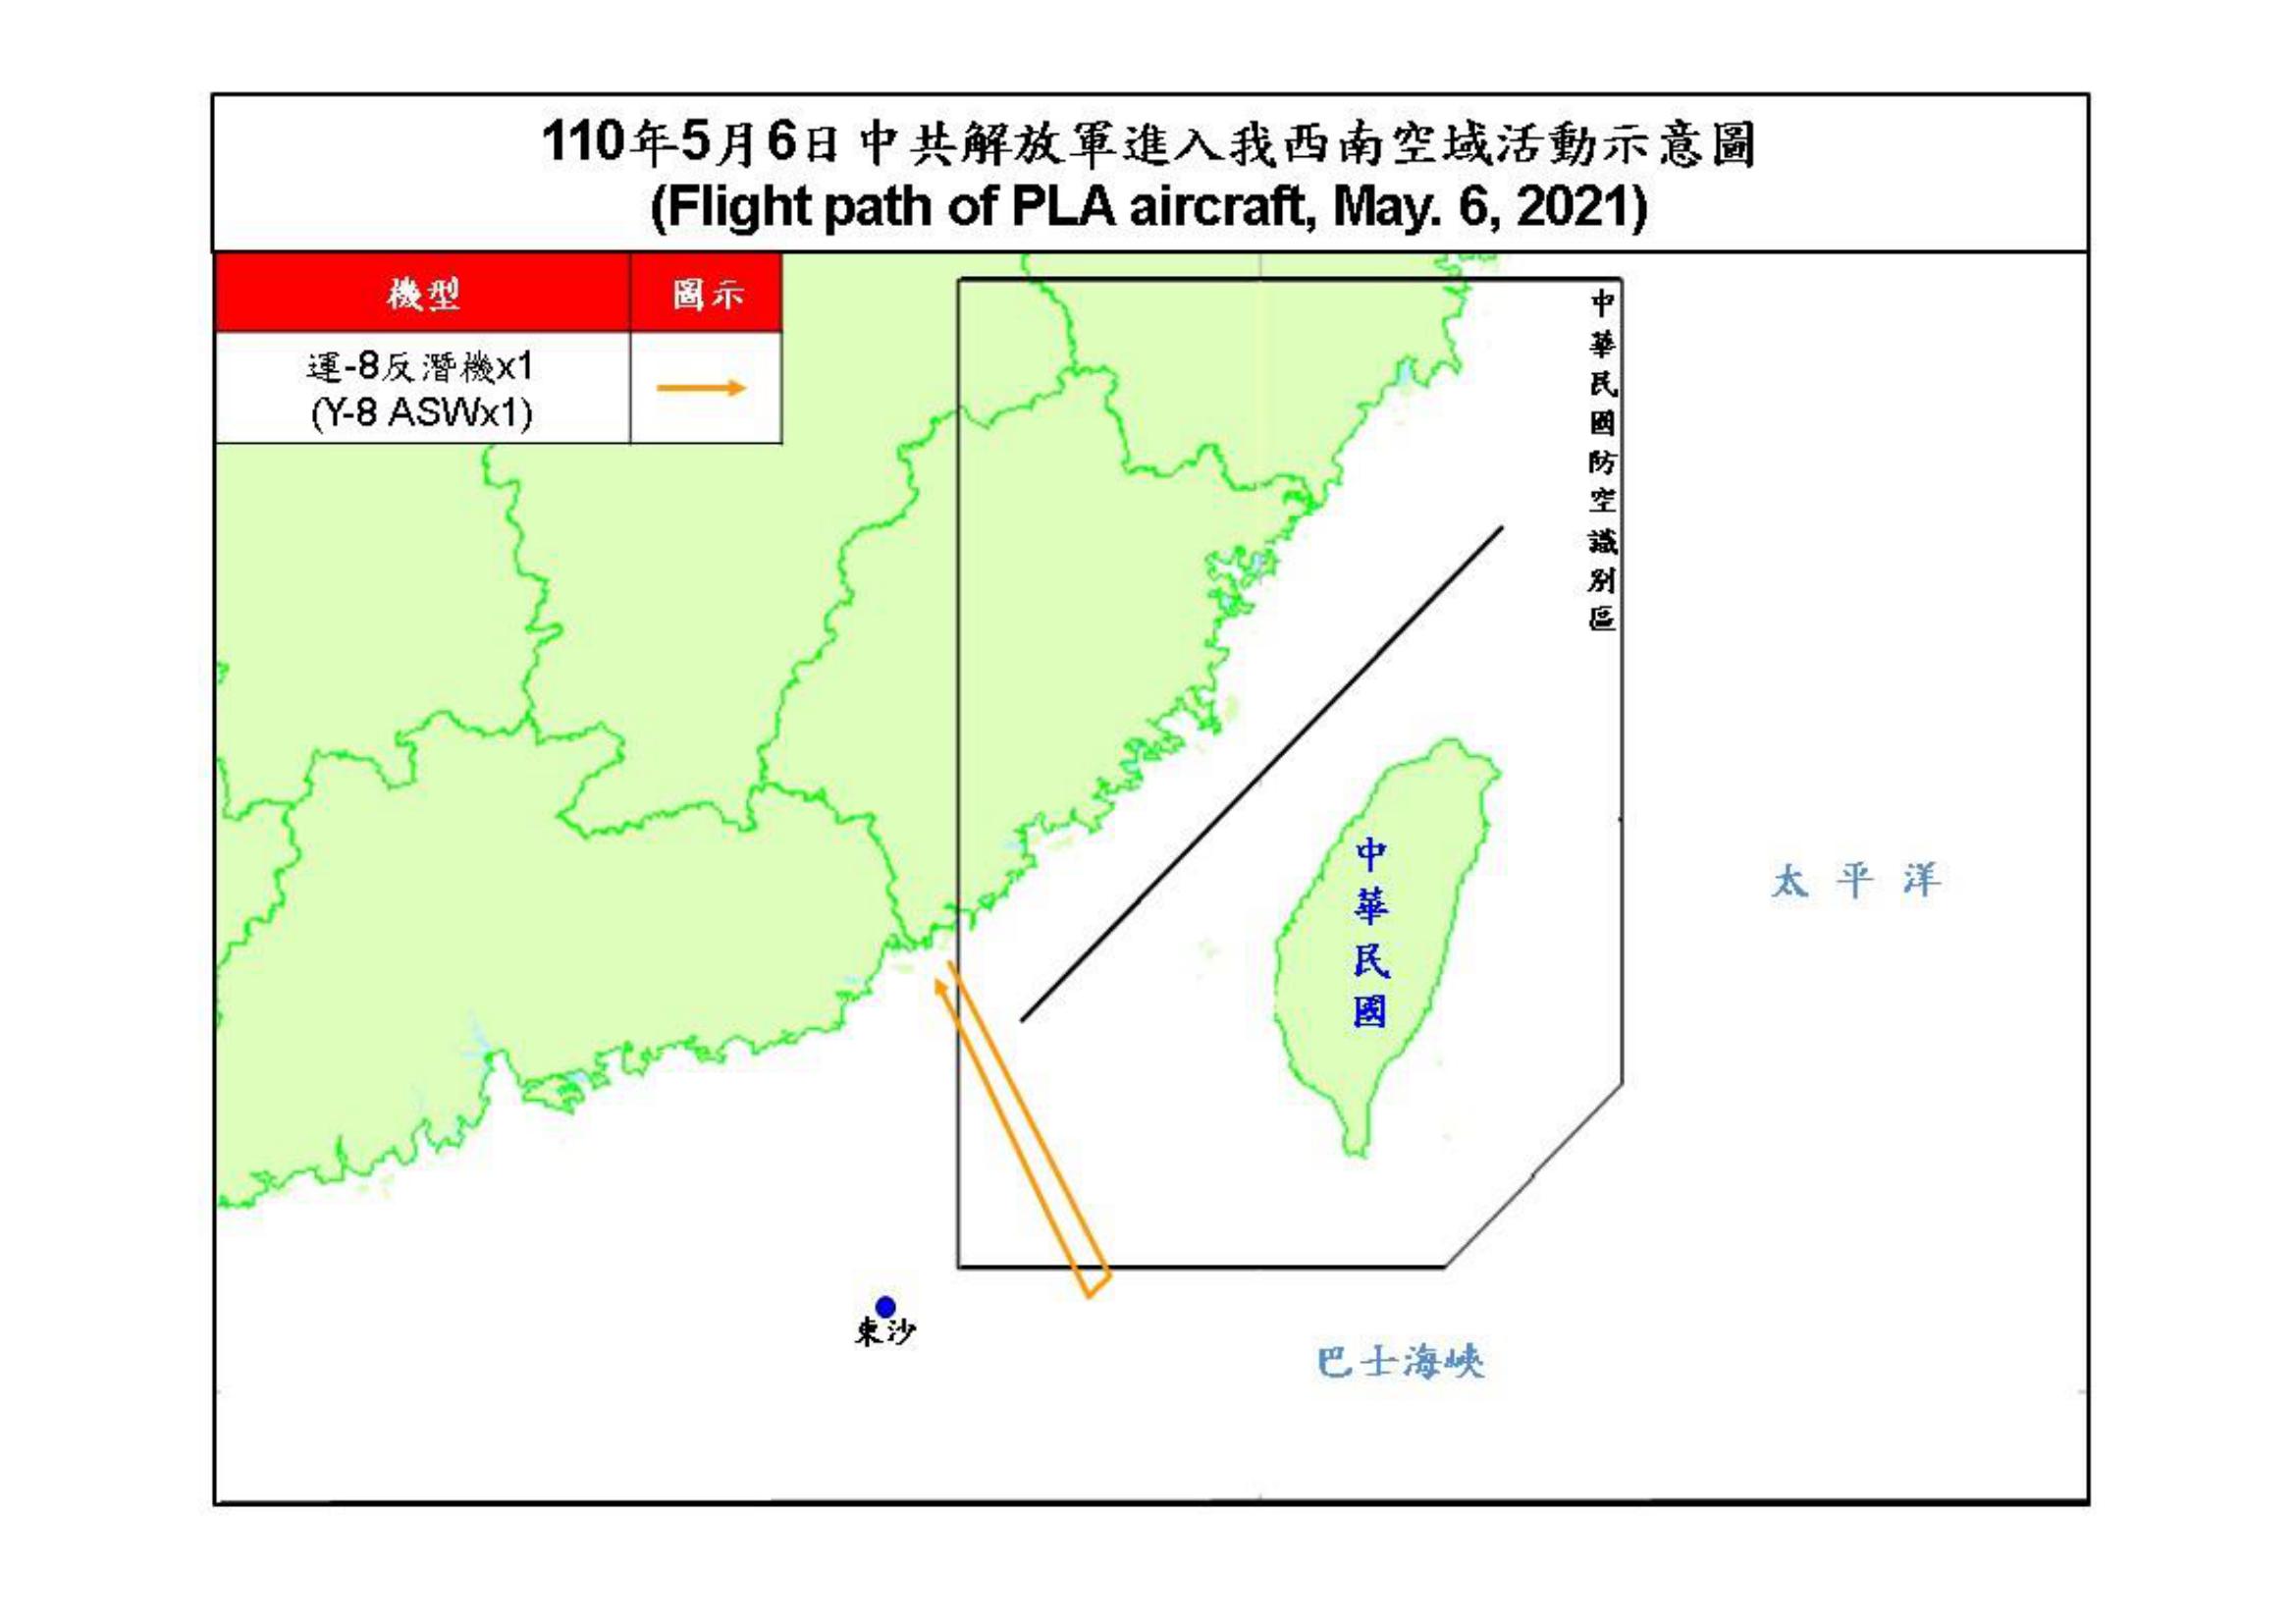 110年5月6日中共解放軍進入我西南空域活動示意圖
(Flight path of PLA aircraft, May. 6, 2021)
機型
圖示
運-8反潛機x1
(Y-8 ASWx1)
中華民國防空識別區
中華民國
太平洋
東沙
巴士海峽